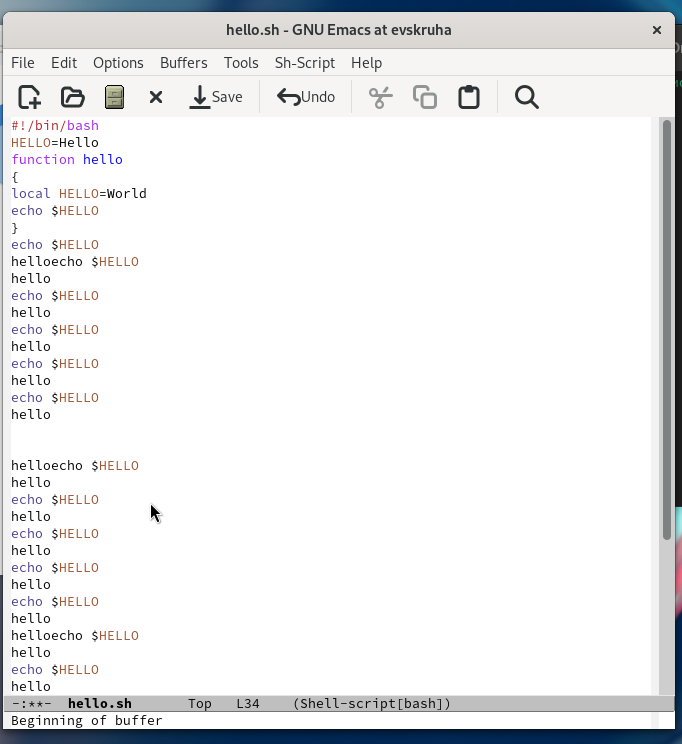 hello.sh - GNU Emacs at evskruha
File Edit Options Buffers Tools Sh-Script Help
Save Undo
#!/bin/bash
HELLO=Hello
function hello
{
local HELLO=World
echo $HELLO
}
echo $HELLO
helloecho $HELLO
hello
echo $HELLO
hello
echo $HELLO
hello
echo $HELLO
hello
echo $HELLO
hello
helloecho $HELLO
hello
echo $HELLO
hello
echo $HELLO
hello
echo $HELLO
hello
echo $HELLO
hello
helloecho $HELLO
hello
echo $HELLO
hello
-:**- hello.sh Top L34 (Shell-script[bash])
Beginning of buffer